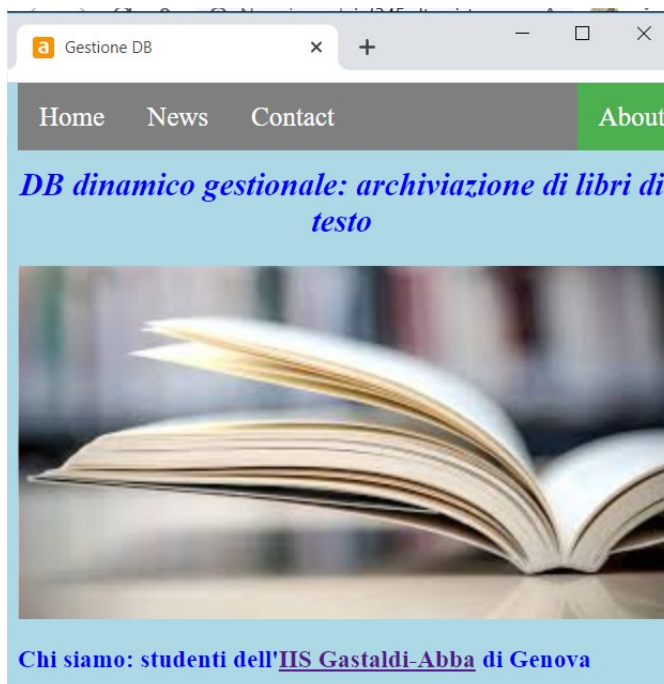 Gestione DB
Home News Contact About
DB dinamico gestionale: archiviazione di libri di
testo
Chi siamo: studenti dell'IIS Gastaldi-Abba di Genova